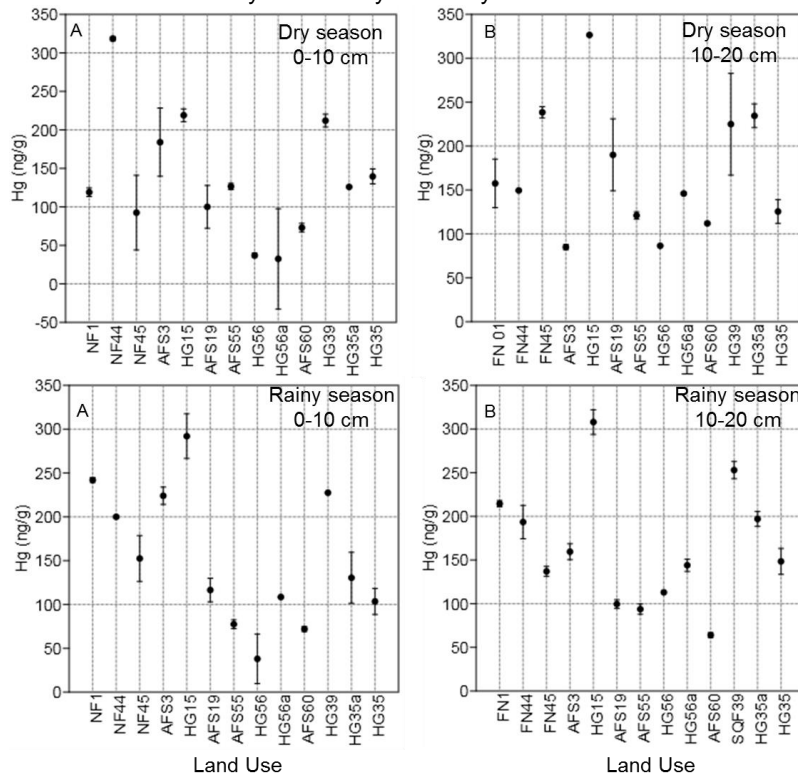 A
Dry season
0-10 cm
Hg (ng/g)
350
300
250
200
150
100
50
0
-50
NF1
NF44
NF45
AFS3
HG15
AFS19
AFS55
HG56
HG56a
AFS60
HG39
HG35a
HG35
B
Dry season
10-20 cm
Hg (ng/g)
350
300
250
200
150
100
50
0
FN 01
FN44
FN45
AFS3
HG15
AFS19
AFS55
HG56
HG56a
AFS60
HG39
HG35a
HG35
A
Rainy season
0-10 cm
Hg (ng/g)
350
300
250
200
150
100
50
0
NF1
NF44
NF45
AFS3
HG15
AFS19
AFS55
HG56
HG56a
AFS60
HG39
HG35a
HG35
Land Use
B
Rainy season
10-20 cm
Hg (ng/g)
350
300
250
200
150
100
50
0
FN1
FN44
FN45
AFS3
HG15
AFS19
AFS55
HG56
HG56a
AFS60
SQF39
HG35a
HG35
Land Use